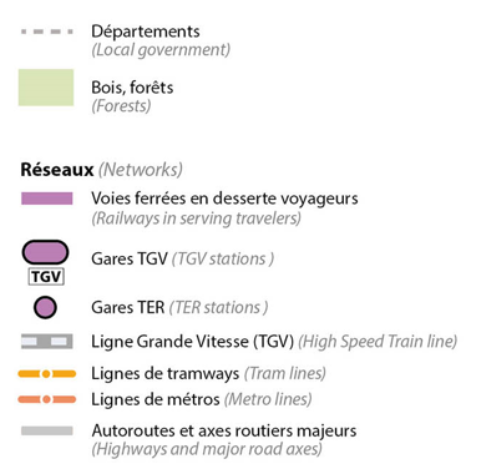 Départements
(Local government)
Bois, forêts
(Forests)
Réseaux (Networks)
Voies ferrées en desserte voyageurs
(Railways in serving travelers)
Gares TGV (TGV stations )
TGV
Gares TER (TER stations )
Ligne Grande Vitesse (TGV) (High Speed Train line)
Lignes de tramways (Tram lines)
Lignes de métros (Metro lines)
Autoroutes et axes routiers majeurs
(Highways and major road axes)